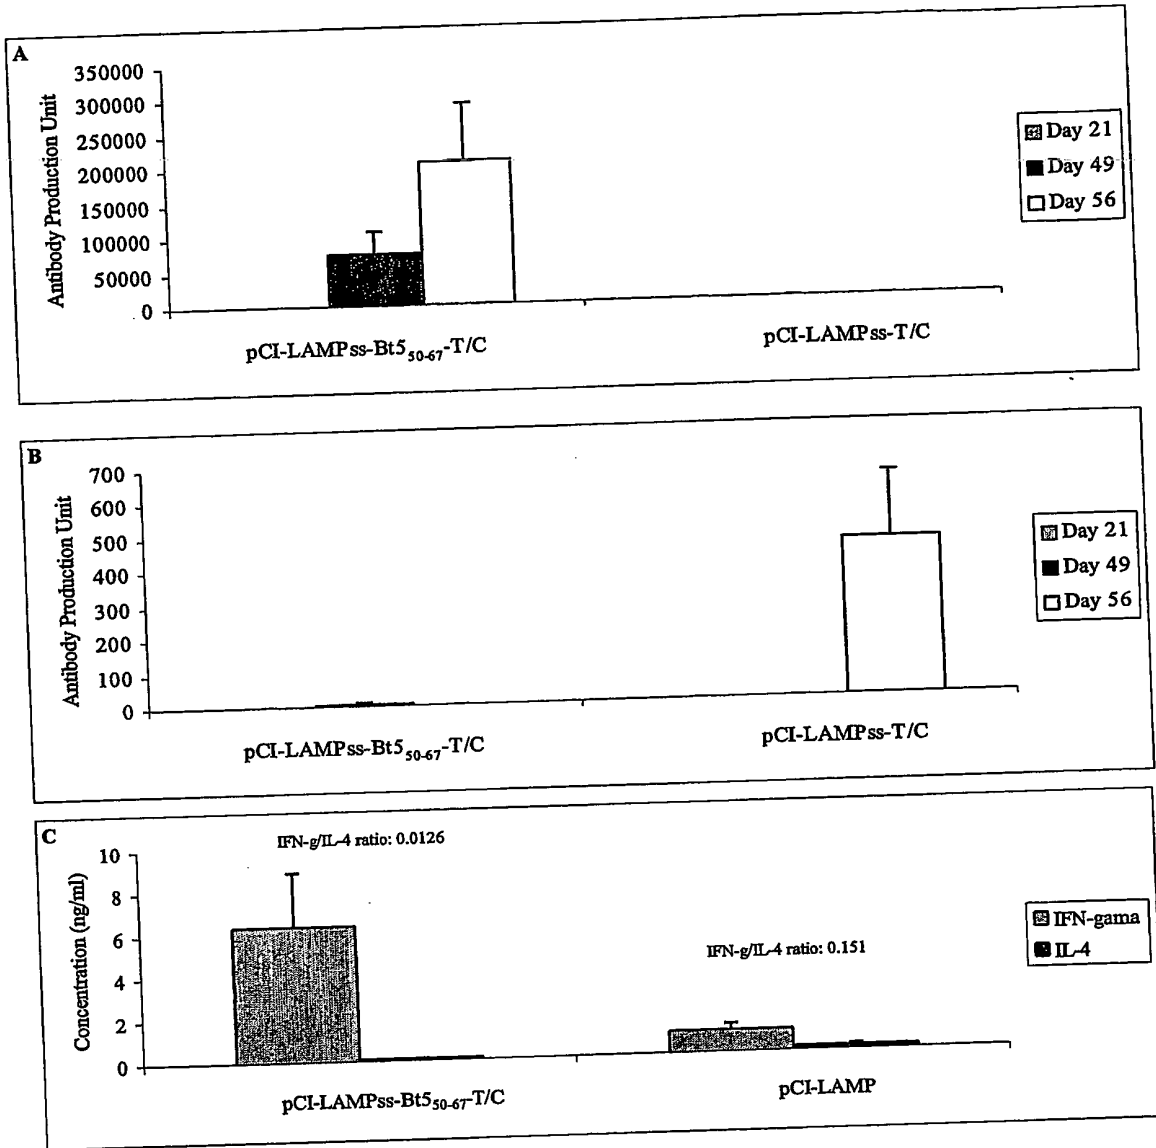 A
Antibody Production Unit
350000
300000
250000
200000
150000
100000
50000
0
pCI-LAMPss-Bt5₅₀₋₆₇-T/C
pCI-LAMPss-T/C
Day 21
Day 49
Day 56
B
Antibody Production Unit
700
600
500
400
300
200
100
0
pCI-LAMPss-Bt5₅₀₋₆₇-T/C
pCI-LAMPss-T/C
Day 21
Day 49
Day 56
C
Concentration (ng/ml)
10
8
6
4
2
0
IFN-g/IL-4 ratio: 0.0126
IFN-g/IL-4 ratio: 0.151
pCI-LAMPss-Bt5₅₀₋₆₇-T/C
pCI-LAMP
IFN-gama
IL-4